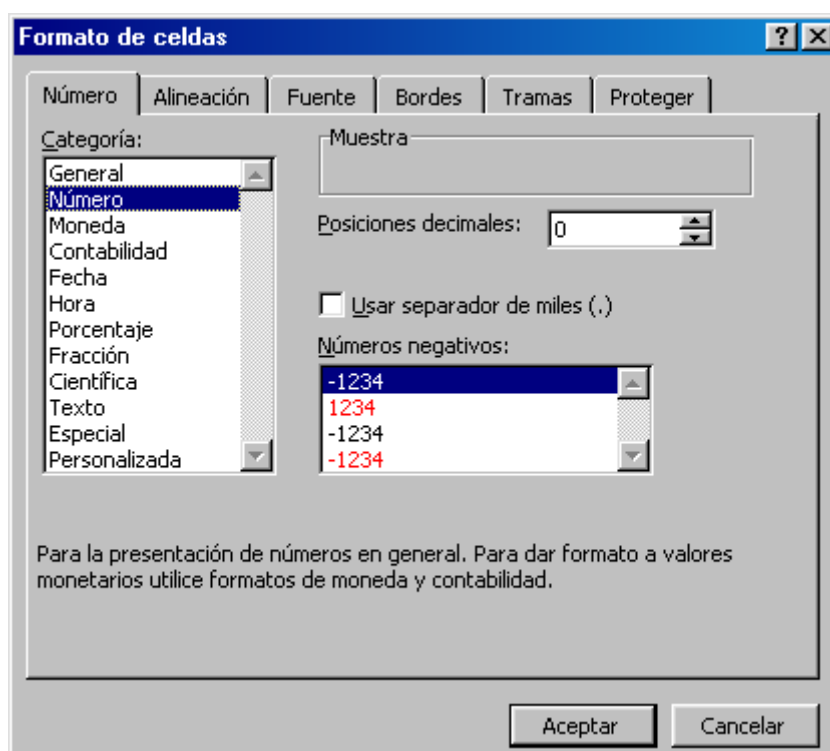 Formato de celdas
Número Alineación Fuente Bordes Tramas Proteger
Categoría:
General
Número
Moneda
Contabilidad
Fecha
Hora
Porcentaje
Fracción
Científica
Texto
Especial
Personalizada
Muestra
Posiciones decimales: 0
Usar separador de miles (.)
Números negativos:
-1234
1234
-1234
-1234
Para la presentación de números en general. Para dar formato a valores
monetarios utilice formatos de moneda y contabilidad.
Aceptar Cancelar